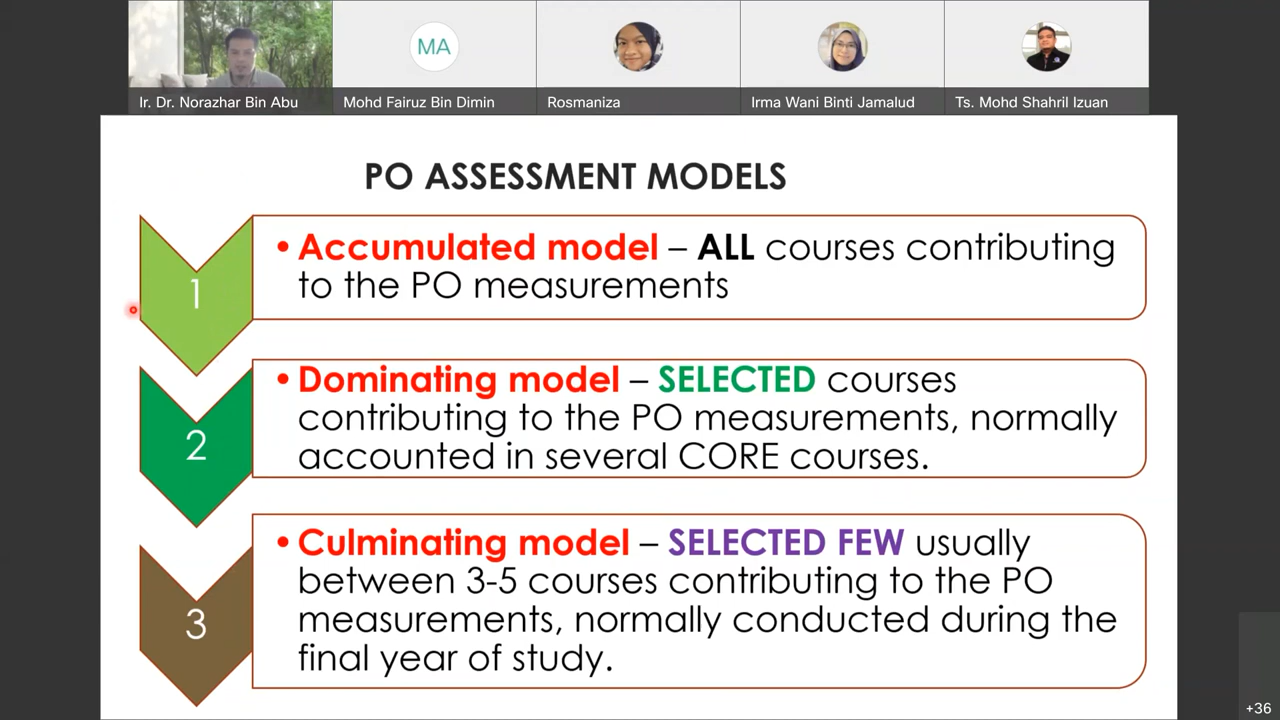 MA
Ir. Dr. Norazhar Bin Abu
Mohd Fairuz Bin Dimin
Rosmaniza
Irma Wani Binti Jamalud
Ts. Mohd Shahril Izuan
PO ASSESSMENT MODELS
1
• Accumulated model – ALL courses contributing
to the PO measurements
2
• Dominating model – SELECTED courses
contributing to the PO measurements, normally
accounted in several CORE courses.
3
• Culminating model – SELECTED FEW usually
between 3-5 courses contributing to the PO
measurements, normally conducted during the
final year of study.
+36